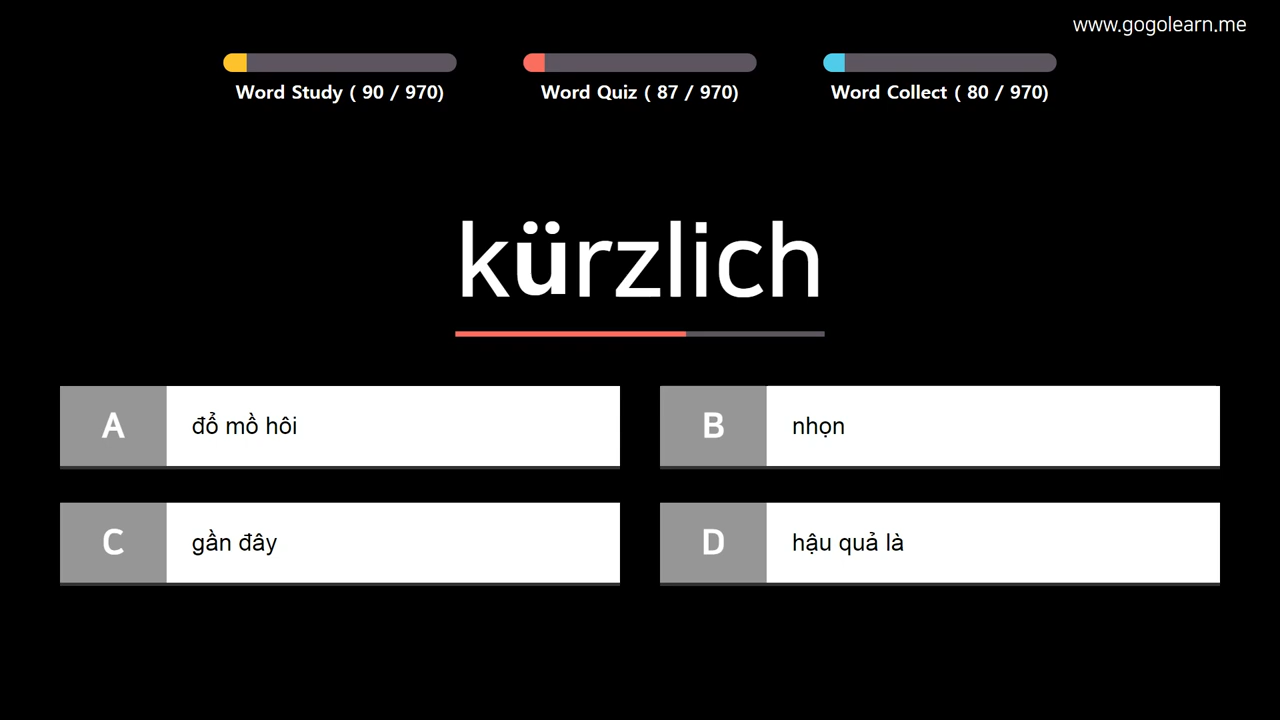 www.gogolearn.me
Word Study ( 90 / 970)
Word Quiz ( 87 / 970)
Word Collect ( 80 / 970)
kürzlich
A đổ mồ hôi
B nhọn
C gần đây
D hậu quả là